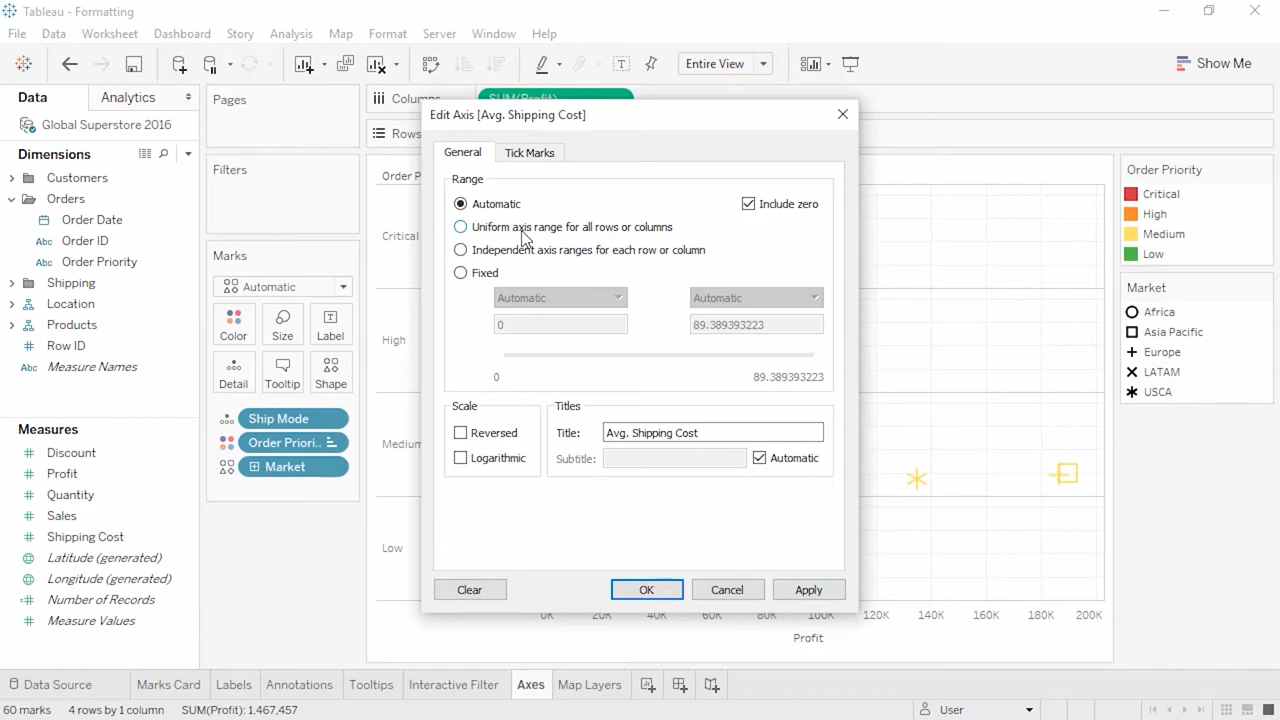 Tableau - Formatting
File Data Worksheet Dashboard Story Analysis Map Format Server Window Help
Entire View
Show Me
Data Analytics
Global Superstore 2016
Dimensions
Customers
Orders
Order Date
Abc Order ID
Abc Order Priority
Shipping
Location
Products
Abc Row ID
Abc Measure Names
Measures
Discount
Profit
Quantity
Sales
Shipping Cost
Latitude (generated)
Longitude (generated)
Number of Records
Measure Values
Pages
Filters
Marks
Automatic
Color Size Label
Detail Tooltip Shape
Ship Mode
Order Priori..
Market
Columns SUM(Profit)
Rows
Order P
Critical
High
Medium
Low
Edit Axis [Avg. Shipping Cost]
General Tick Marks
Range
Automatic Include zero
Uniform axis range for all rows or columns
Independent axis ranges for each row or column
Fixed
Automatic Automatic
0 89.389393223
0 89.389393223
Scale
Reversed
Logarithmic
Titles
Title: Avg. Shipping Cost
Subtitle: Automatic
Clear OK Cancel Apply
0K 20K 40K 60K 80K 100K 120K 140K 160K 180K 200K
Profit
Order Priority
Critical
High
Medium
Low
Market
Africa
Asia Pacific
Europe
LATAM
USCA
Data Source Marks Card Labels Annotations Tooltips Interactive Filter Axes Map Layers
60 marks 4 rows by 1 column SUM(Profit): 1,467,457 User